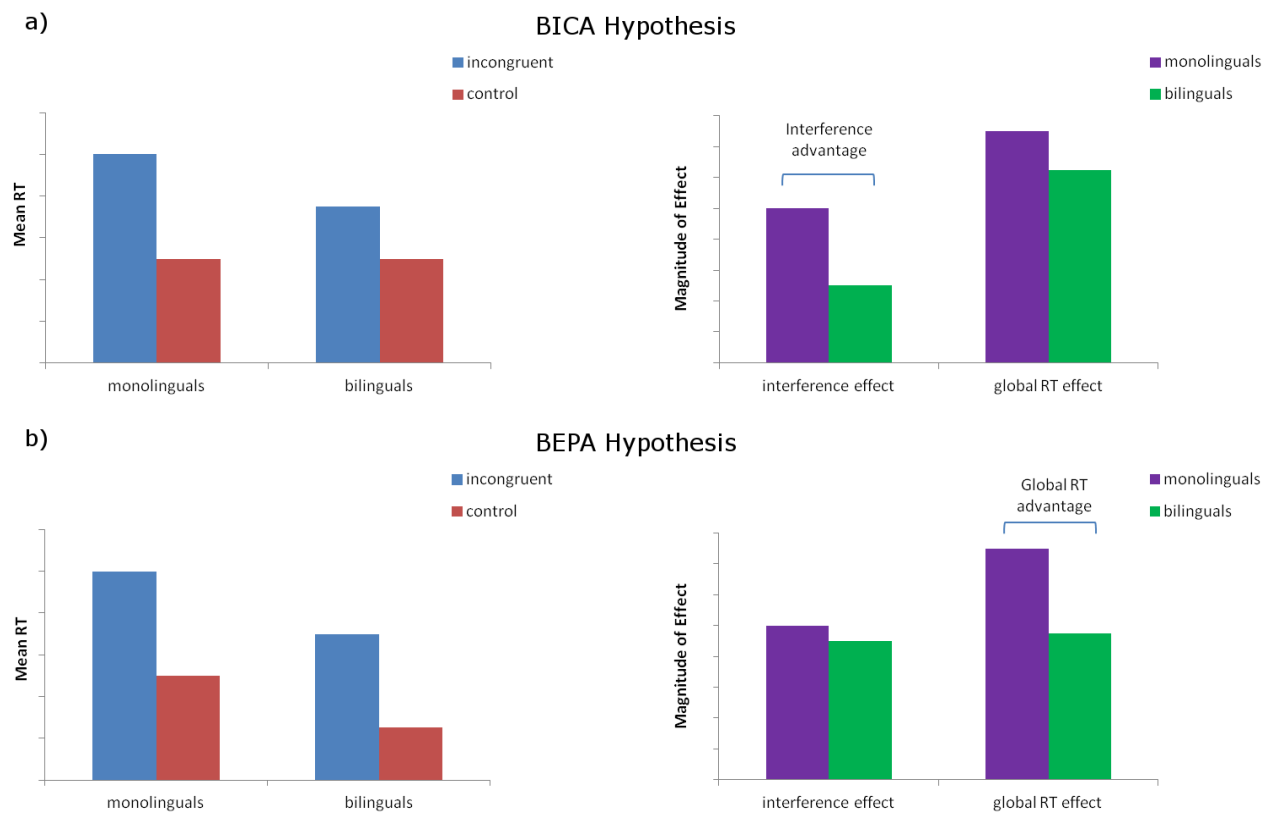 a)
BICA Hypothesis
incongruent
control
Mean RT
monolinguals
bilinguals
monolinguals
bilinguals
Interference
advantage
Magnitude of Effect
interference effect
global RT effect
b)
BEPA Hypothesis
incongruent
control
Mean RT
monolinguals
bilinguals
monolinguals
bilinguals
Global RT
advantage
Magnitude of Effect
interference effect
global RT effect